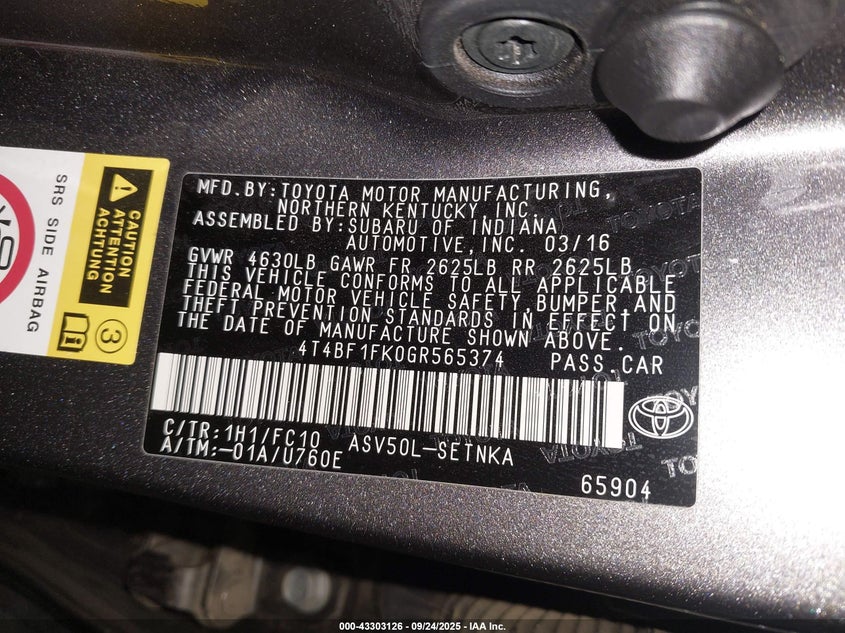 SRS SIDE AIRBAG
CAUTION
ATTENTION
ACHTUNG
3
MFD.BY:TOYOTA MOTOR MANUFACTURING,
NORTHERN KENTUCKY,INC.
ASSEMBLED BY:SUBARU OF INDIANA
AUTOMOTIVE,INC. 03/16
GVWR 4630LB GAWR FR 2625LB RR 2625LB
THIS VEHICLE CONFORMS TO ALL APPLICABLE
FEDERAL MOTOR VEHICLE SAFETY,BUMPER,AND
THEFT PREVENTION STANDARDS IN EFFECT ON
THE DATE OF MANUFACTURE SHOWN ABOVE.
4T4BF1FK0GR565374 PASS.CAR
C/TR:1H1/FC10 ASV50L-SETNKA
A/TM:-01A/U760E
65904
000-43303126 - 09/24/2025 - IAA Inc.